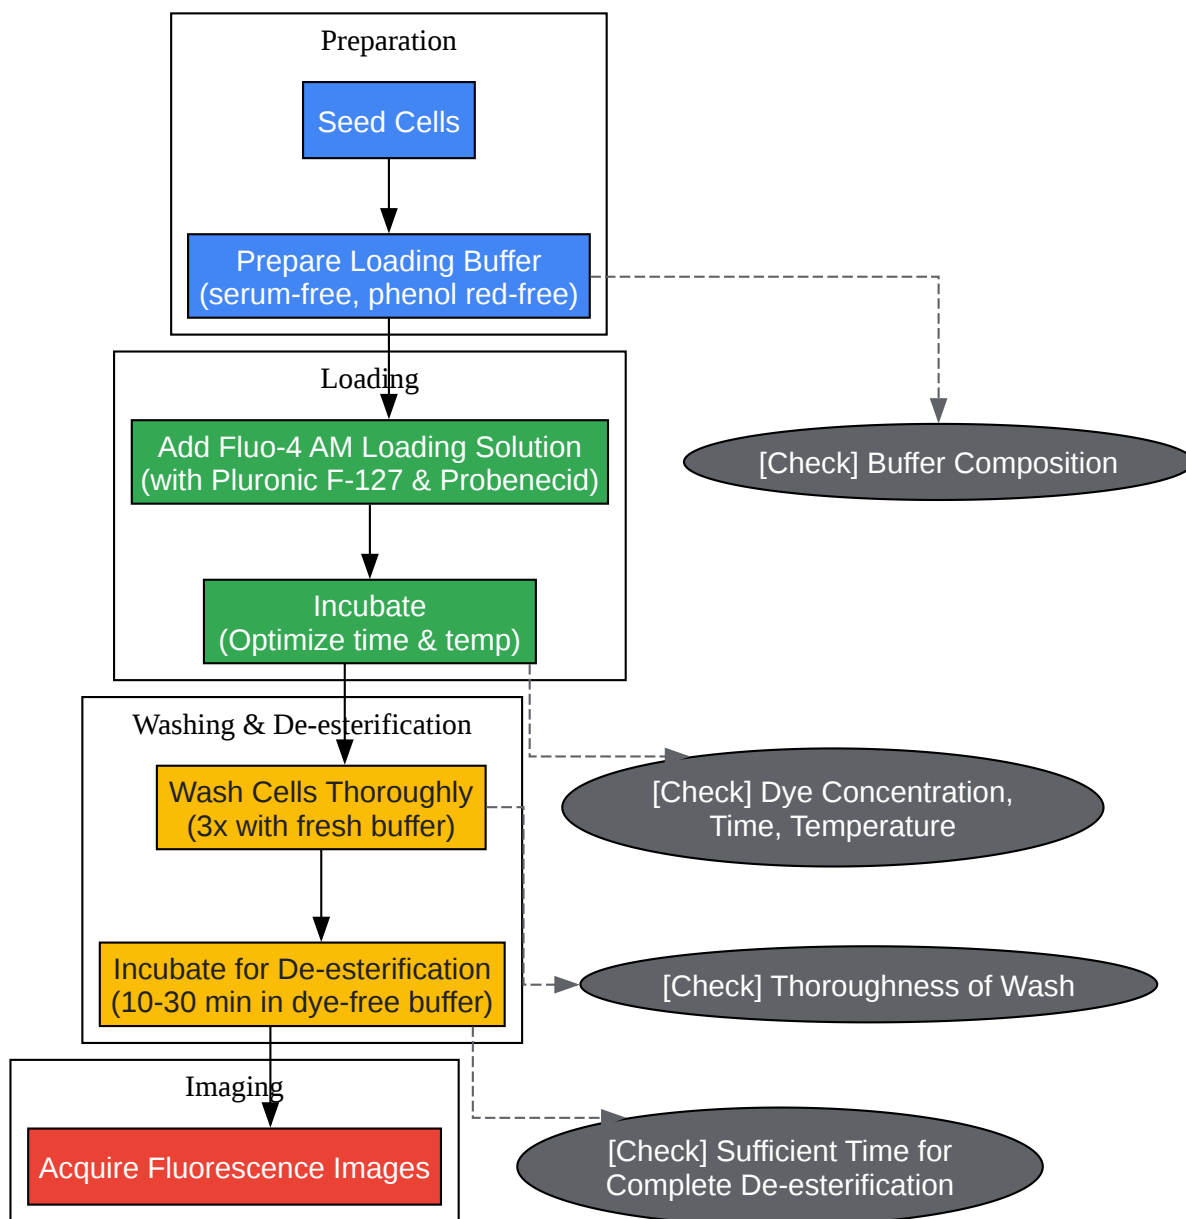 Preparation
Seed Cells
Prepare Loading Buffer
(serum-free, phenol red-free)
Loading
Add Fluo-4 AM Loading Solution
(with Pluronic F-127 & Probenecid)
[Check] Buffer Composition
Incubate
(Optimize time & temp)
Washing & De-esterification
Wash Cells Thoroughly
(3x with fresh buffer)
[Check] Dye Concentration,
Time, Temperature
Incubate for De-esterification
(10-30 min in dye-free buffer)
[Check] Thoroughness of Wash
Imaging
Acquire Fluorescence Images
[Check] Sufficient Time for
Complete De-esterification